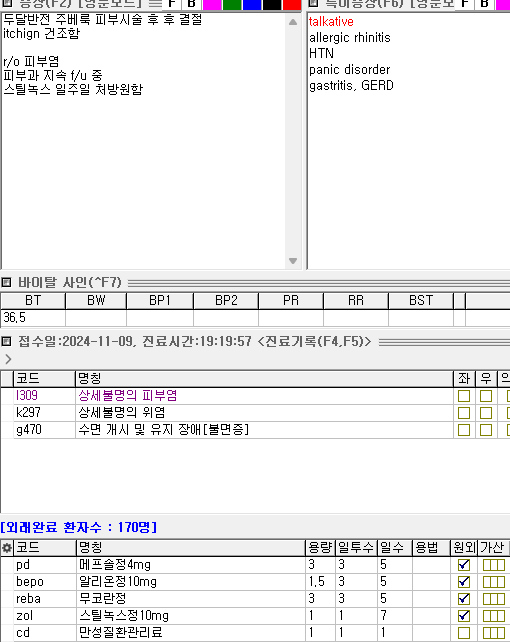 증상(F2) [영문모드] F B
특이증상(F6) [영문모 F B
두달반전 주베룩 피부시술 후 후 결절
itchign 건조함
r/o 피부염
피부과 지속 f/u 중
스틸녹스 일주일 처방원함
talkative
allergic rhinitis
HTN
panic disorder
gastritis, GERD
바이탈 사인(^F7)
BT BW BP1 BP2 PR RR BST
36.5
접수일:2024-11-09, 진료시간:19:19:57 <진료기록(F4,F5)>
코드 명칭 좌 우 의
l309 상세불명의 피부염
k297 상세불명의 위염
g470 수면 개시 및 유지 장애[불면증]
[외래완료 환자수 : 170명]
코드 명칭 용량 일투수 일수 용법 원외 가산
pd 메프솔정4mg 3 3 5
bepo 알리온정10mg 1.5 3 5
reba 무코란정 3 3 5
zol 스틸녹스정10mg 1 1 7
cd 만성질환관리료 1 1 1